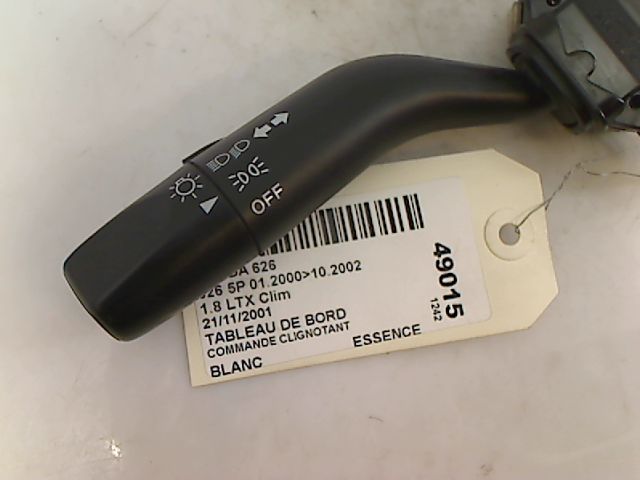 OFF
626
5P 01.2000>10.2002
1.8 LTX Clim
21/11/2001
TABLEAU DE BORD
COMMANDE CLIGNOTANT
BLANC ESSENCE
49015
1242